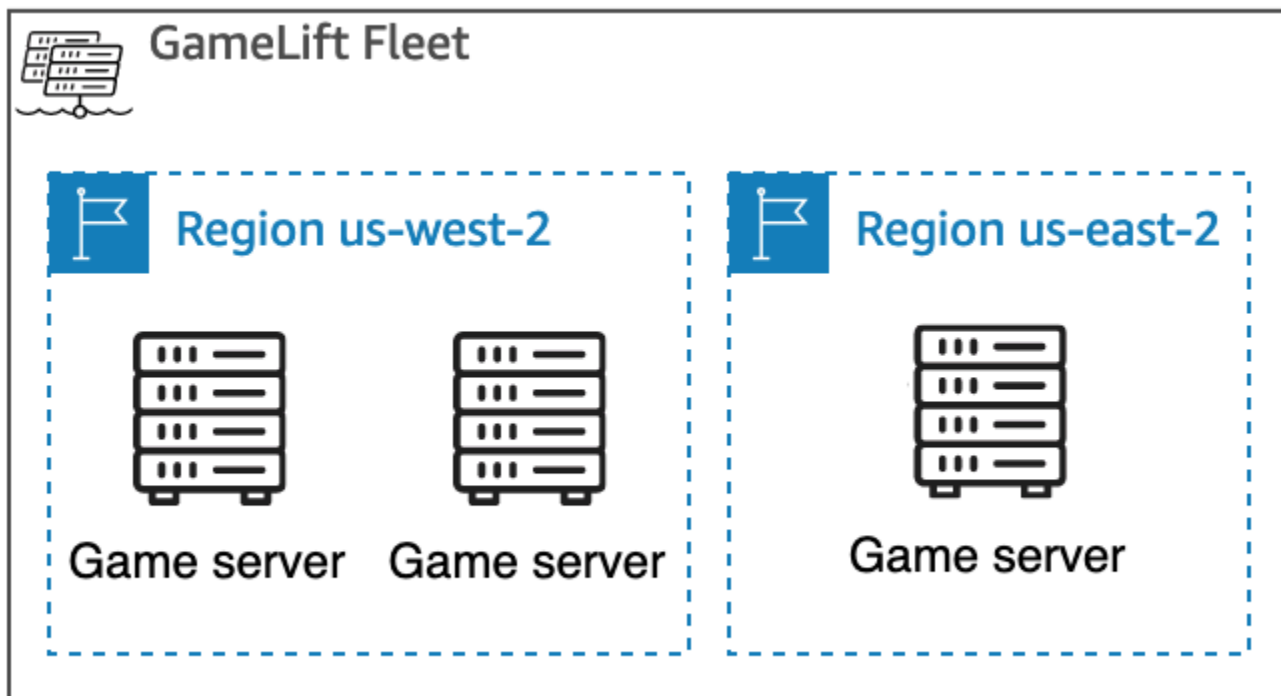 GameLift Fleet
Region us-west-2
Region us-east-2
Game server
Game server
Game server